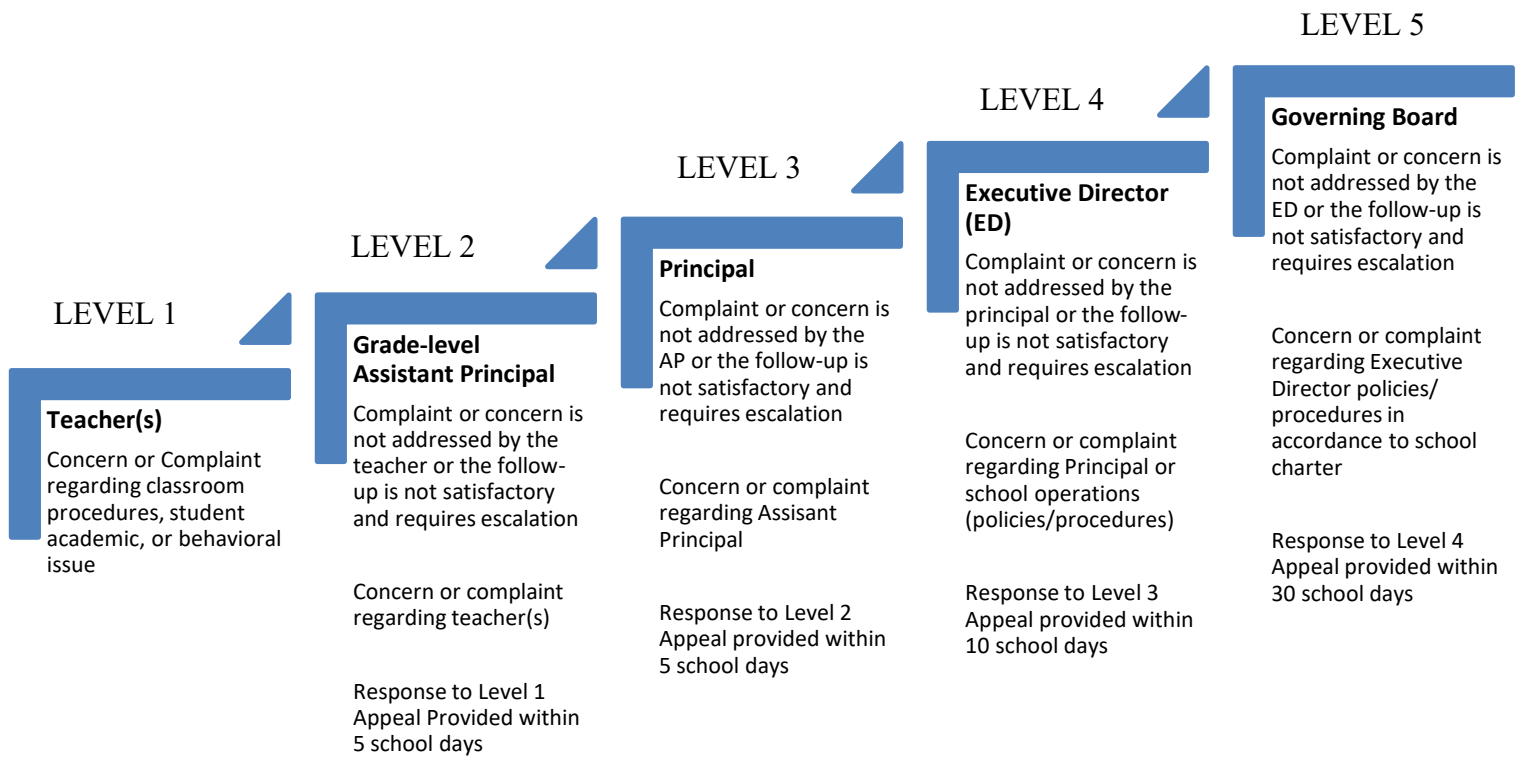 LEVEL 1
Teacher(s)
Concern or Complaint
regarding classroom
procedures, student
academic, or behavioral
issue
LEVEL 2
Grade-level
Assistant Principal
Complaint or concern is
not addressed by the
teacher or the follow-
up is not satisfactory
and requires escalation
Concern or complaint
regarding teacher(s)
Response to Level 1
Appeal Provided within
5 school days
LEVEL 3
Principal
Complaint or concern is
not addressed by the
AP or the follow-up is
not satisfactory and
requires escalation
Concern or complaint
regarding Assisant
Principal
Response to Level 2
Appeal provided within
5 school days
LEVEL 4
Executive Director
(ED)
Complaint or concern is
not addressed by the
principal or the follow-
up is not satisfactory
and requires escalation
Concern or complaint
regarding Principal or
school operations
(policies/procedures)
Response to Level 3
Appeal provided within
10 school days
LEVEL 5
Governing Board
Complaint or concern is
not addressed by the
ED or the follow-up is
not satisfactory and
requires escalation
Concern or complaint
regarding Executive
Director policies/
procedures in
accordance to school
charter
Response to Level 4
Appeal provided within
30 school days